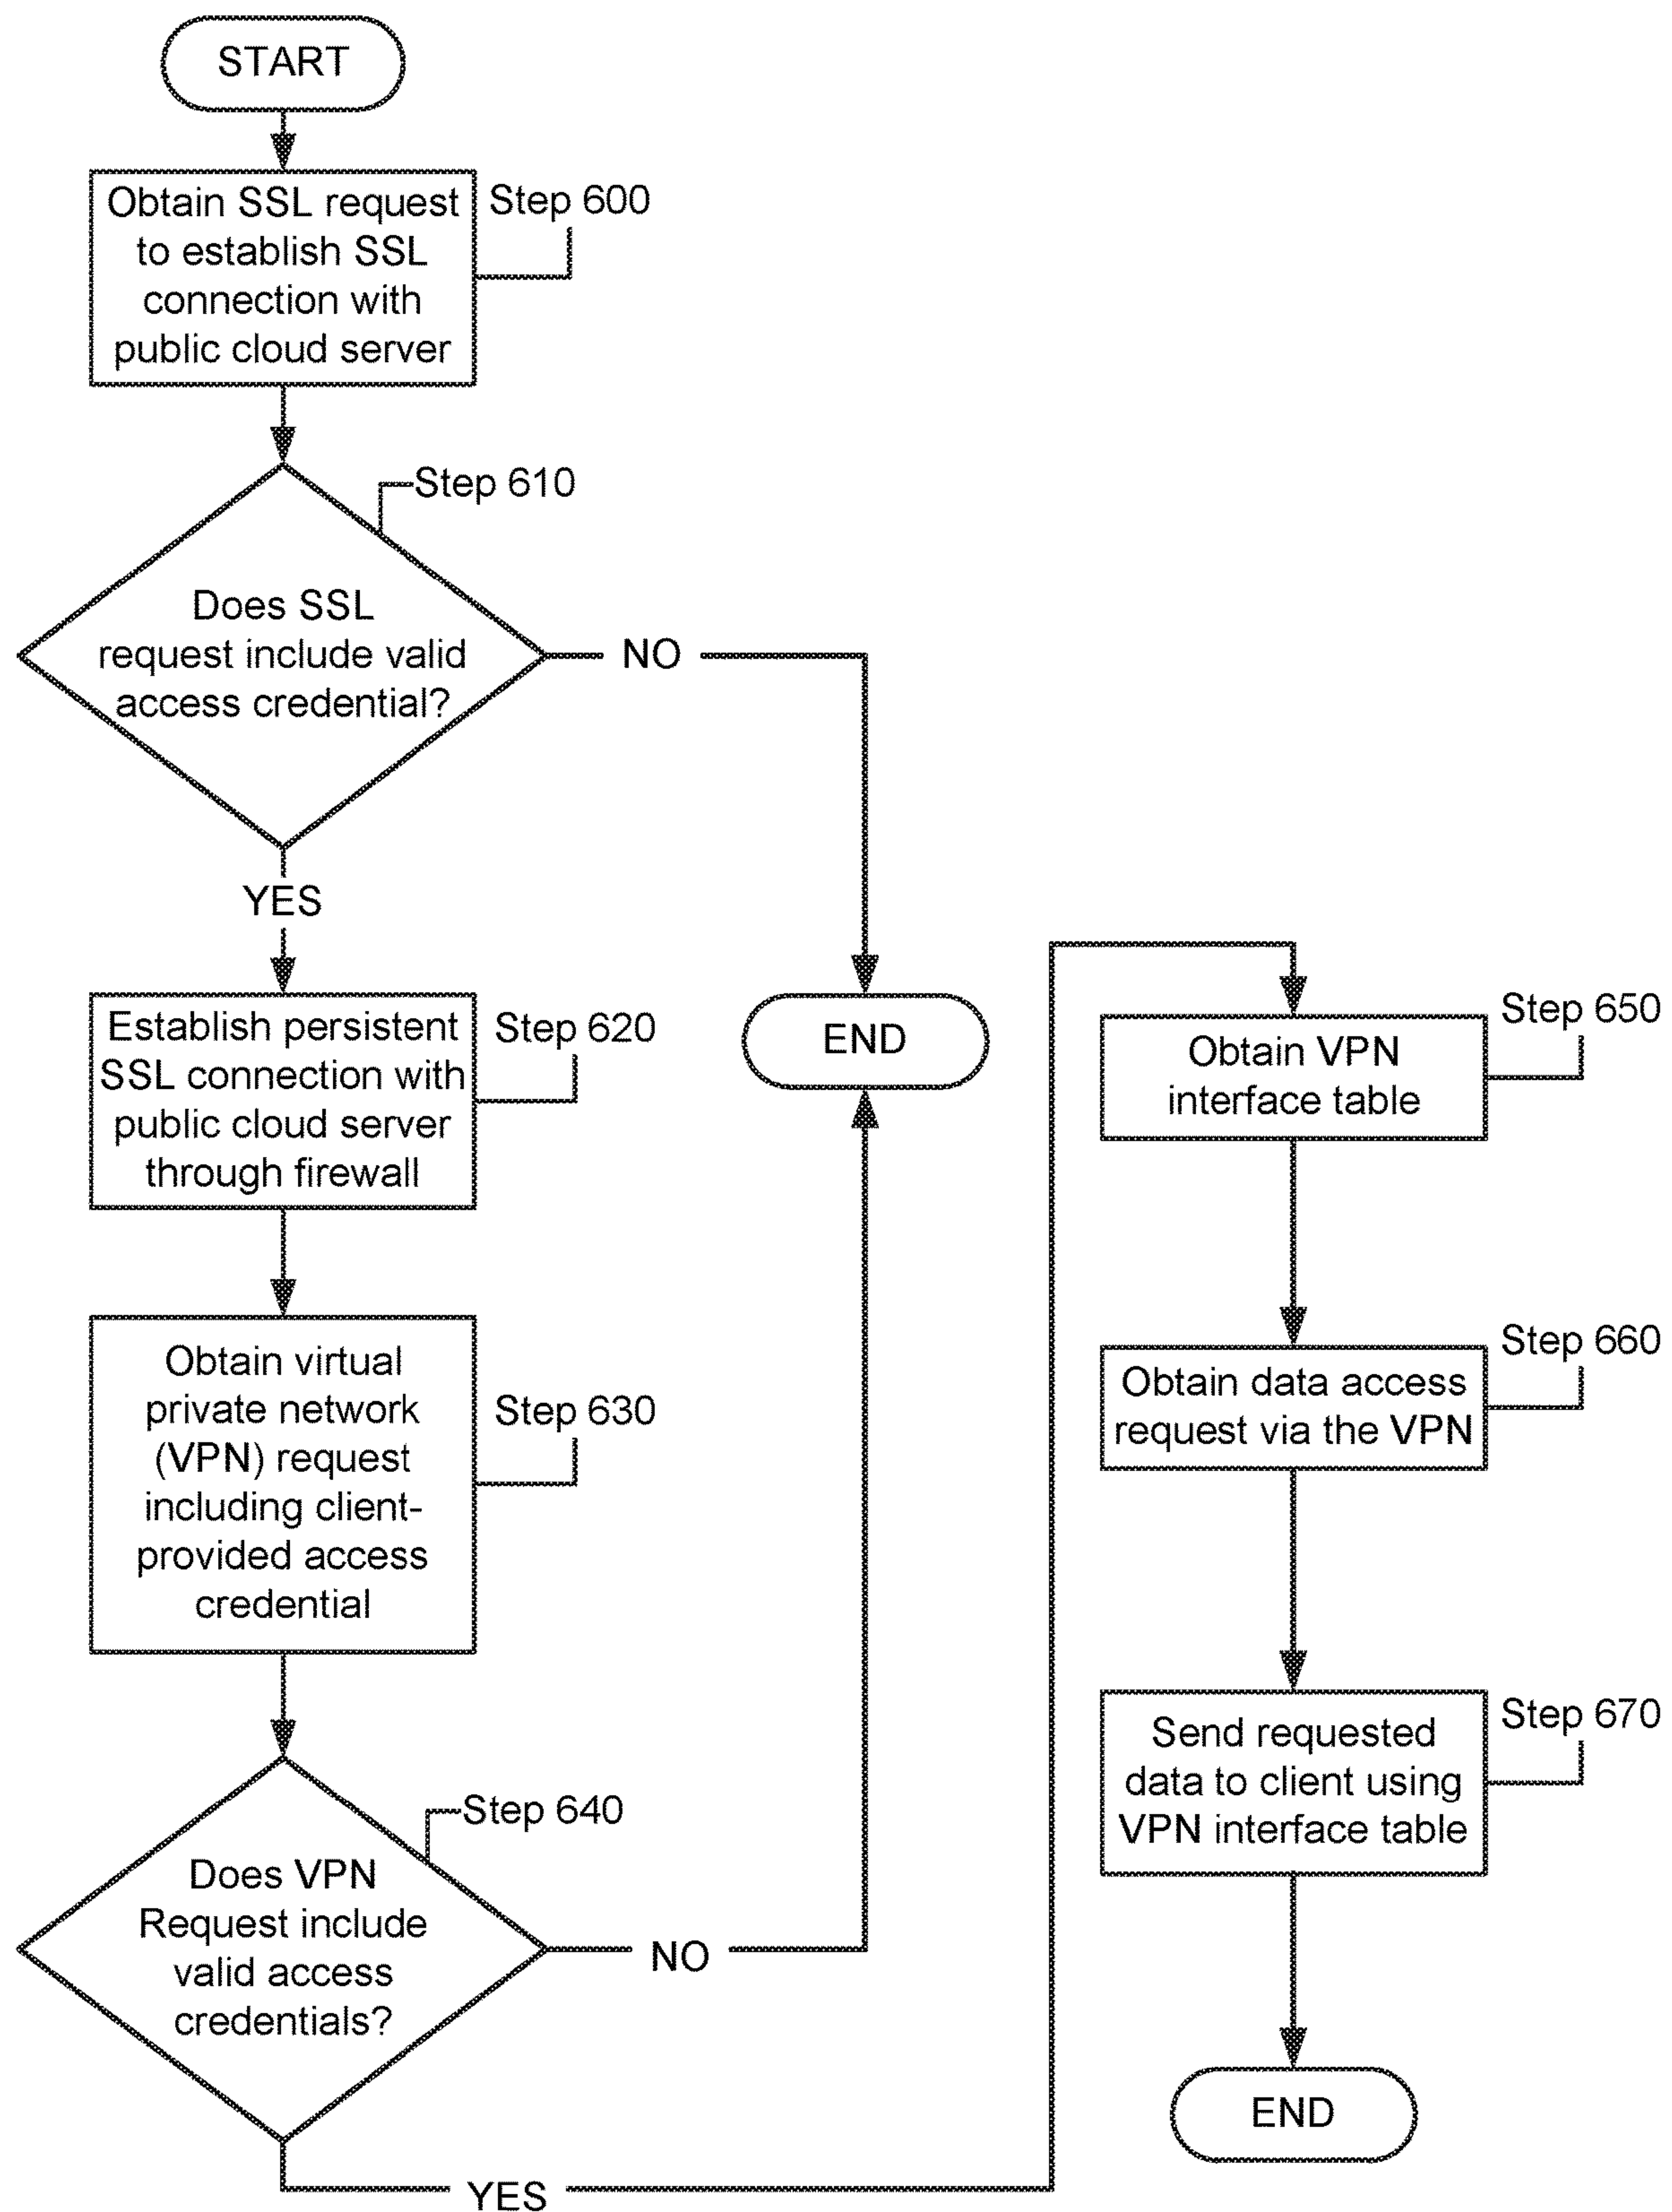 START
Obtain SSL request
to establish SSL
connection with
public cloud server
Step 600
Step 610
Does SSL
request include valid
access credential?
NO
YES
Establish persistent
SSL connection with
public cloud server
through firewall
Step 620
END
Obtain virtual
private network
(VPN) request
including client-
provided access
credential
Step 630
Step 640
Does VPN
Request include
valid access
credentials?
NO
YES
Step 650
Obtain VPN
interface table
Step 660
Obtain data access
request via the VPN
Step 670
Send requested
data to client using
VPN interface table
END